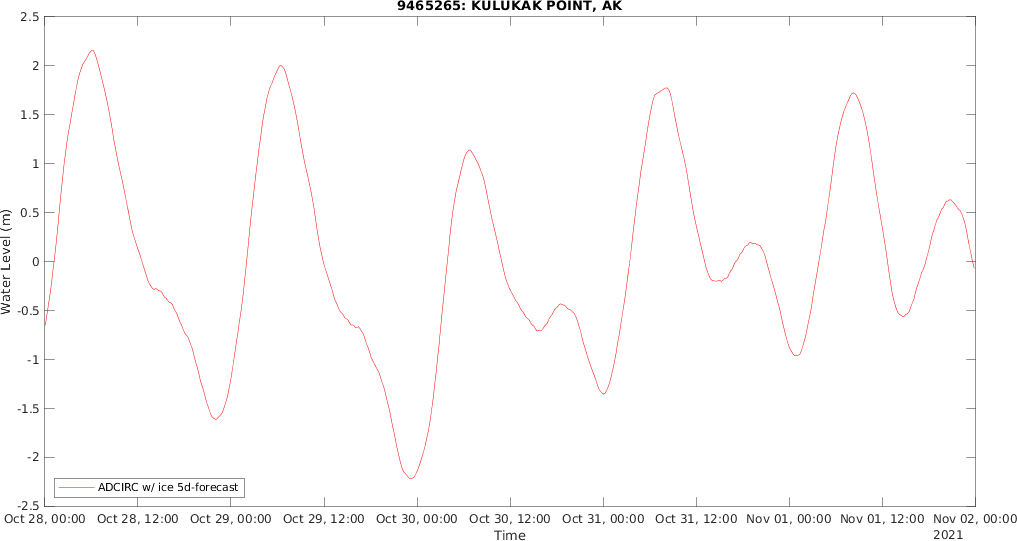 9465265: KULUKAK POINT, AK
2.5
2
1.5
1
0.5
0
-0.5
-1
-1.5
-2
-2.5
Water Level (m)
ADCIRC w/ ice 5d-forecast
Oct 28, 00:00 Oct 28, 12:00 Oct 29, 00:00 Oct 29, 12:00 Oct 30, 00:00 Oct 30, 12:00 Oct 31, 00:00 Oct 31, 12:00 Nov 01, 00:00 Nov 01, 12:00 Nov 02, 00:00
2021
Time